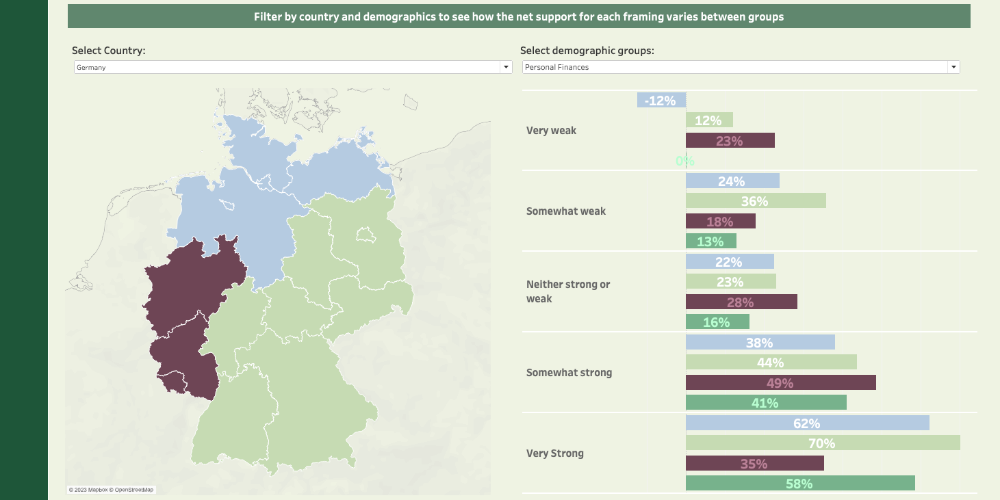 Filter by country and demographics to see how the net support for each framing varies between groups
Select Country:
Germany
Select demographic groups:
Personal Finances
Very weak
-12%
12%
23%
0%
Somewhat weak
24%
36%
18%
13%
Neither strong or
weak
22%
23%
28%
16%
Somewhat strong
38%
44%
49%
41%
Very Strong
62%
70%
35%
58%
© 2023 Mapbox © OpenStreetMap